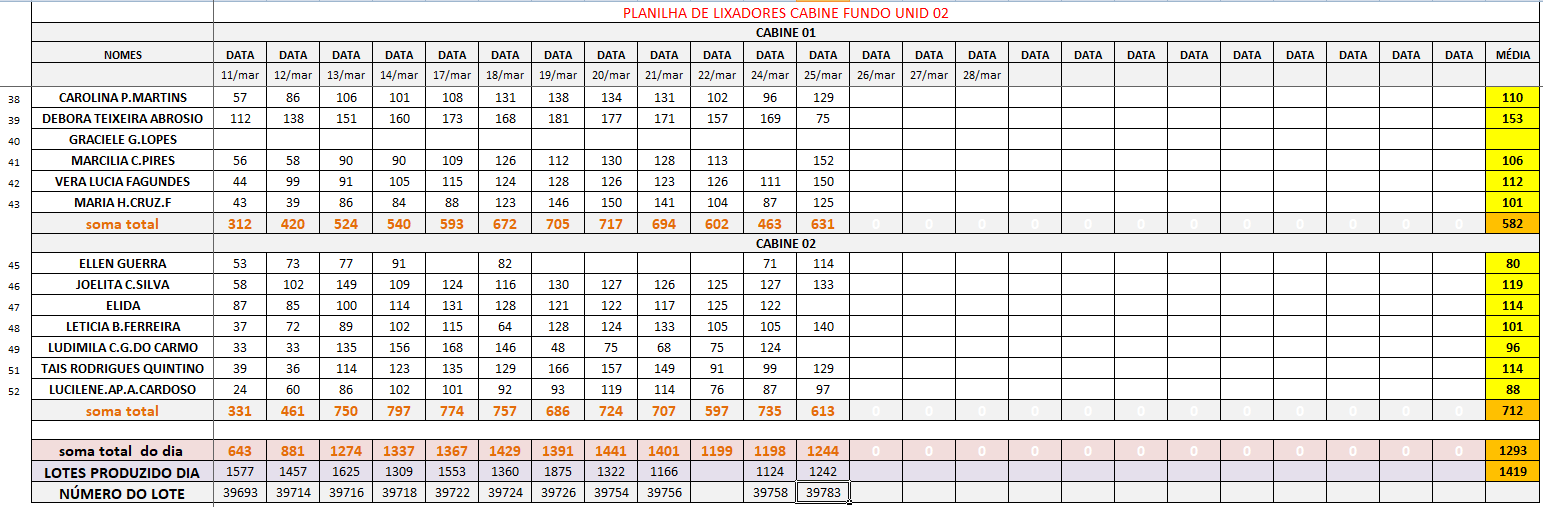 PLANILHA DE LIXADORES CABINE FUNDO UNID 02
CABINE 01
NOMES DATA DATA DATA DATA DATA DATA DATA DATA DATA DATA DATA DATA DATA DATA DATA DATA DATA DATA DATA DATA DATA DATA DATA DATA MÉDIA
11/mar 12/mar 13/mar 14/mar 17/mar 18/mar 19/mar 20/mar 21/mar 22/mar 24/mar 25/mar 26/mar 27/mar 28/mar
38 CAROLINA P.MARTINS 57 86 106 101 108 131 138 134 131 102 96 129 110
39 DEBORA TEIXEIRA ABROSIO 112 138 151 160 173 168 181 177 171 157 169 75 153
40 GRACIELE G.LOPES
41 MARCILIA C.PIRES 56 58 90 90 109 126 112 130 128 113 152 106
42 VERA LUCIA FAGUNDES 44 99 91 105 115 124 128 126 123 126 111 150 112
43 MARIA H.CRUZ.F 43 39 86 84 88 123 146 150 141 104 87 125 101
soma total 312 420 524 540 593 672 705 717 694 602 463 631 0 0 0 0 0 0 0 0 0 0 0 0 582
CABINE 02
45 ELLEN GUERRA 53 73 77 91 82 71 114 80
46 JOELITA C.SILVA 58 102 149 109 124 116 130 127 126 125 127 133 119
47 ELIDA 87 85 100 114 131 128 121 122 117 125 122 114
48 LETICIA B.FERREIRA 37 72 89 102 115 64 128 124 133 105 105 140 101
49 LUDIMILA C.G.DO CARMO 33 33 135 156 168 146 48 75 68 75 124 96
51 TAIS RODRIGUES QUINTINO 39 36 114 123 135 129 166 157 149 91 99 129 114
52 LUCILENE.AP.A.CARDOSO 24 60 86 102 101 92 93 119 114 76 87 97 88
soma total 331 461 750 797 774 757 686 724 707 597 735 613 0 0 0 0 0 0 0 0 0 0 0 0 712
soma total do dia 643 881 1274 1337 1367 1429 1391 1441 1401 1199 1198 1244 0 0 0 0 0 0 0 0 0 0 0 0 1293
LOTES PRODUZIDO DIA 1577 1457 1625 1309 1553 1360 1875 1322 1166 1124 1242 1419
NÚMERO DO LOTE 39693 39714 39716 39718 39722 39724 39726 39754 39756 39758 39783